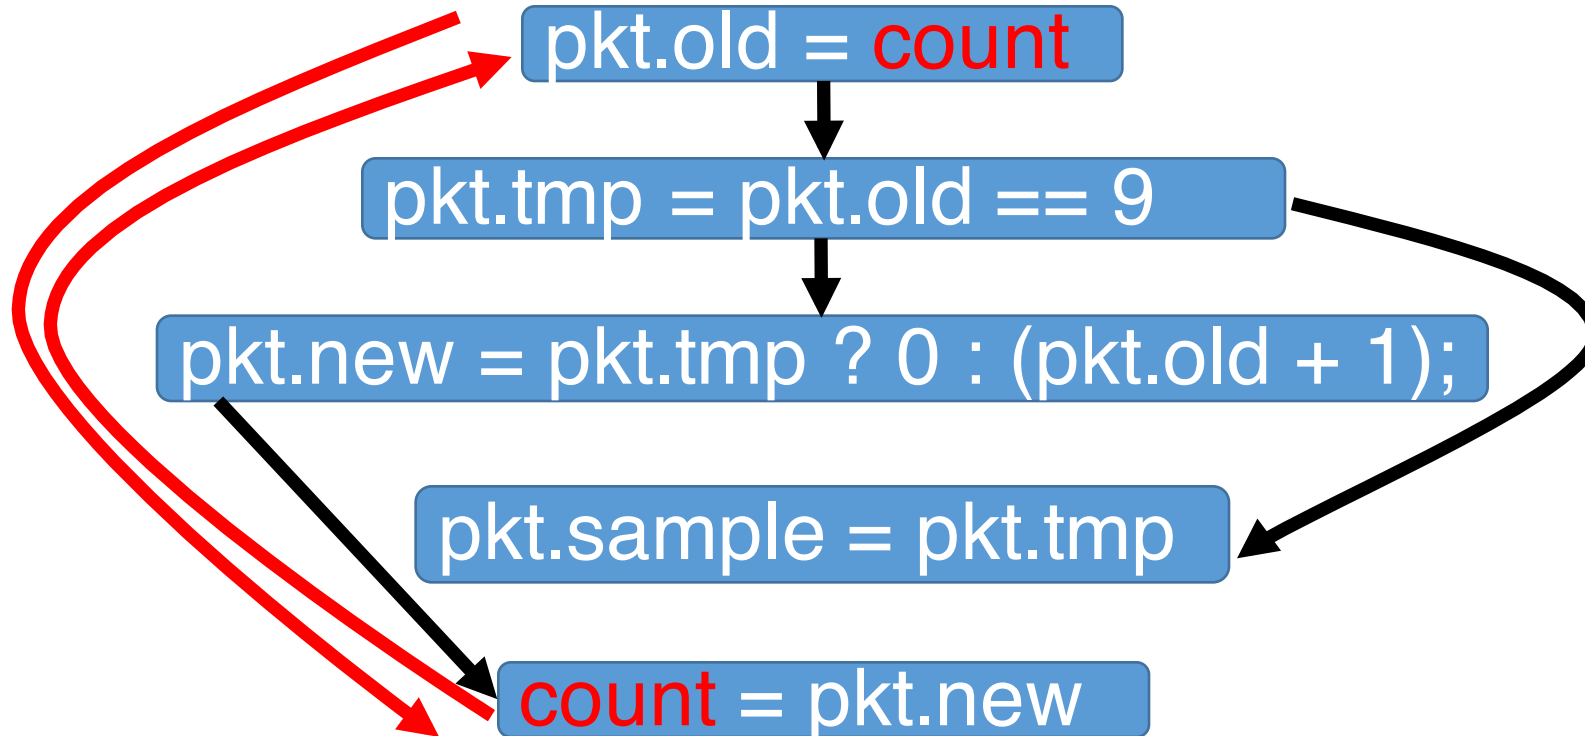 pkt.old = count
pkt.tmp = pkt.old == 9
pkt.new = pkt.tmp ? 0 : (pkt.old + 1);
pkt.sample = pkt.tmp
count = pkt.new